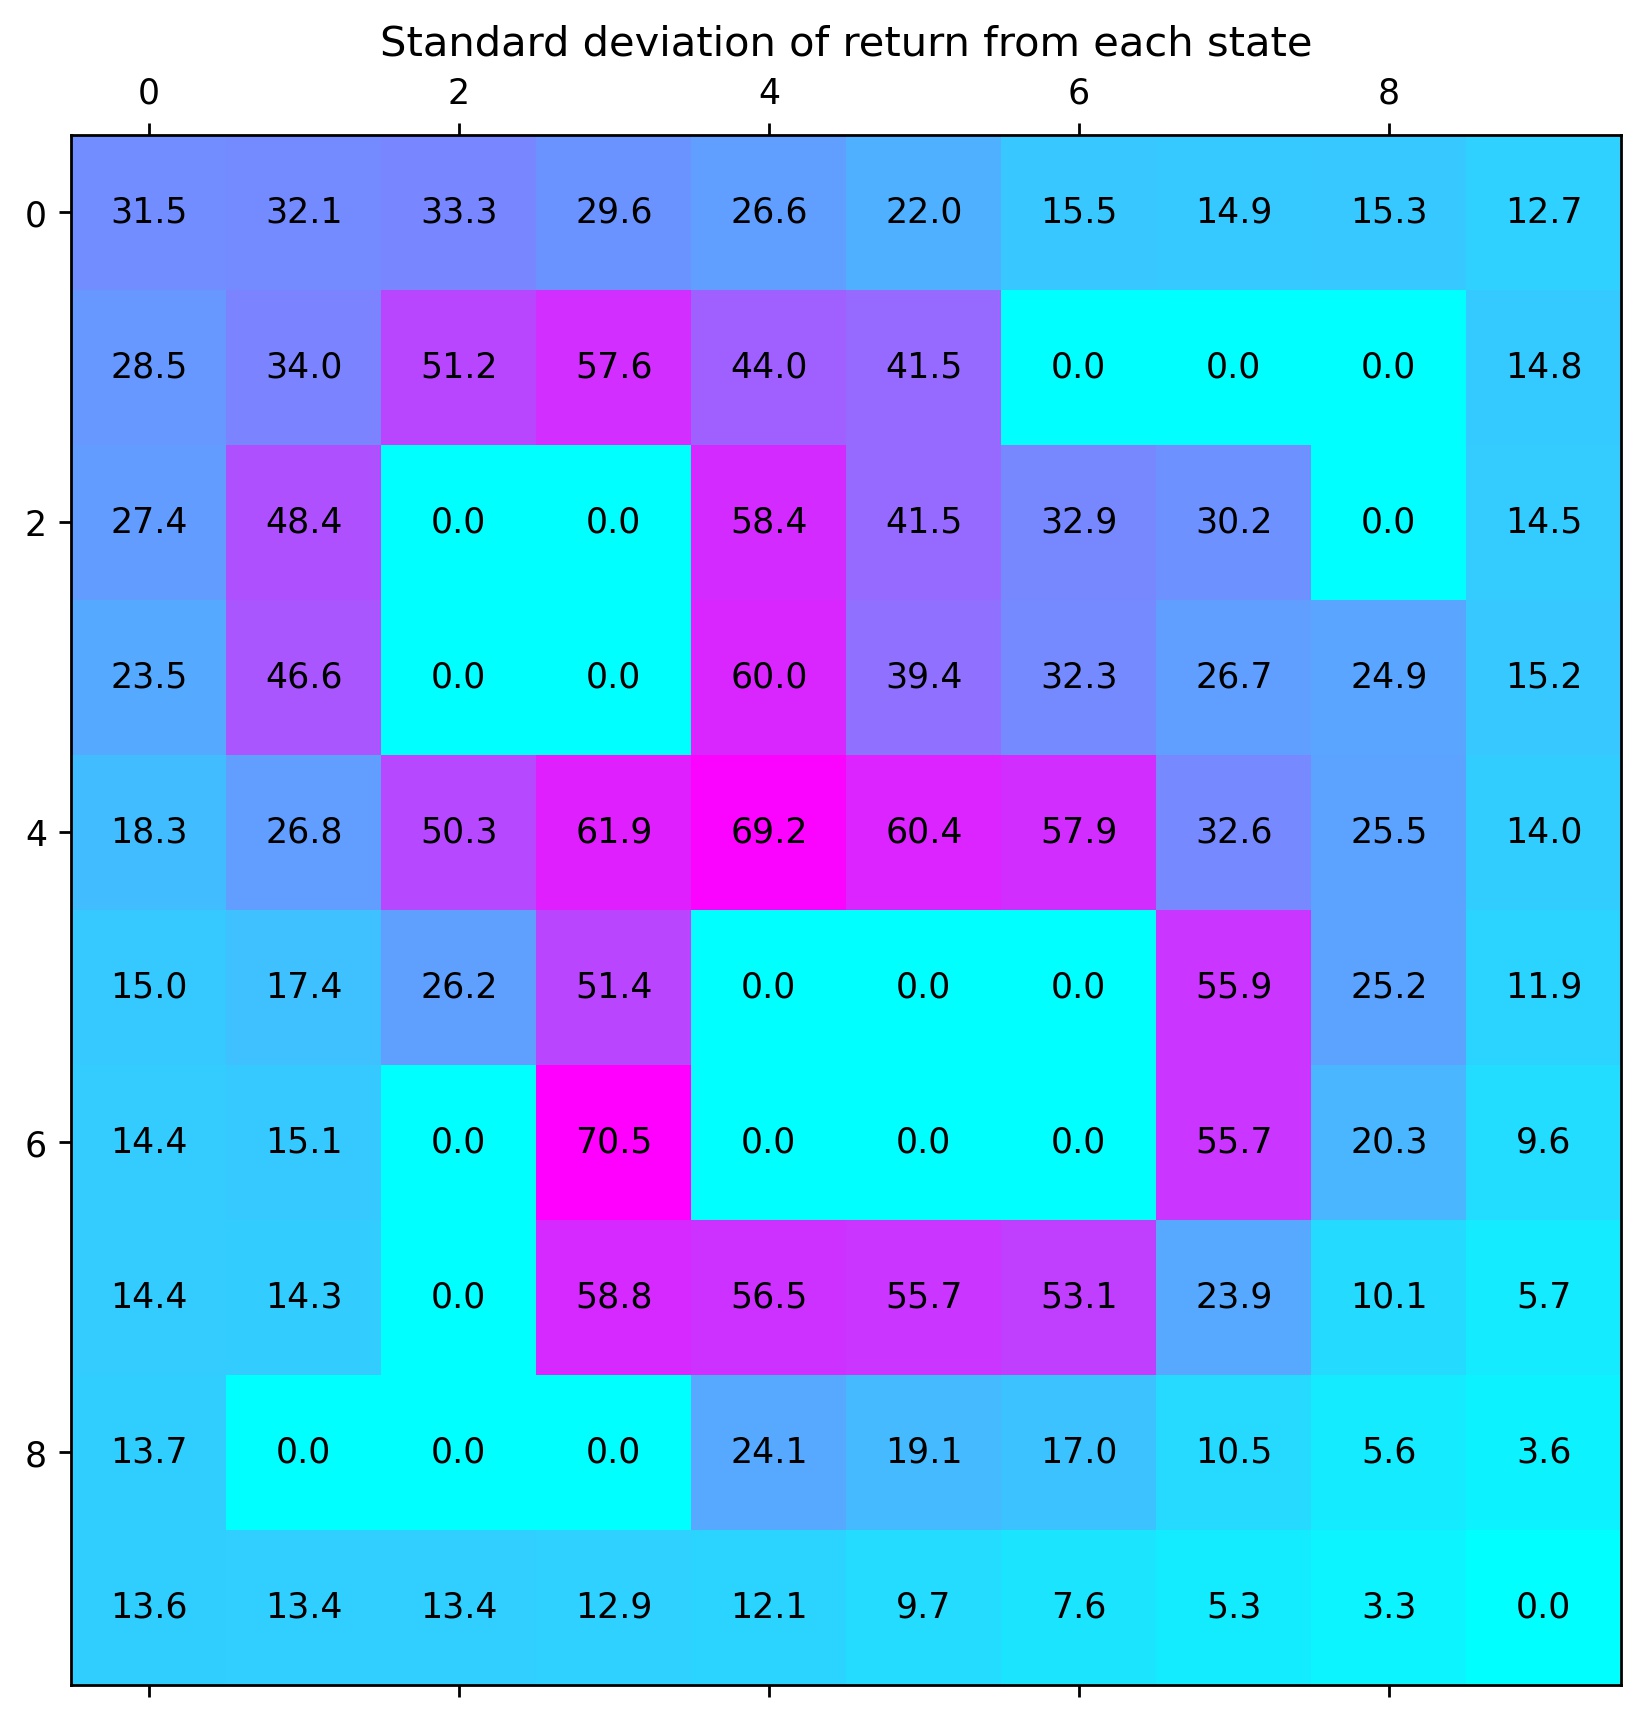 Standard deviation of return from each state
0 2 4 6 8
0 31.5 32.1 33.3 29.6 26.6 22.0 15.5 14.9 15.3 12.7
28.5 34.0 51.2 57.6 44.0 41.5 0.0 0.0 0.0 14.8
2 27.4 48.4 0.0 0.0 58.4 41.5 32.9 30.2 0.0 14.5
23.5 46.6 0.0 0.0 60.0 39.4 32.3 26.7 24.9 15.2
4 18.3 26.8 50.3 61.9 69.2 60.4 57.9 32.6 25.5 14.0
15.0 17.4 26.2 51.4 0.0 0.0 0.0 55.9 25.2 11.9
6 14.4 15.1 0.0 70.5 0.0 0.0 0.0 55.7 20.3 9.6
14.4 14.3 0.0 58.8 56.5 55.7 53.1 23.9 10.1 5.7
8 13.7 0.0 0.0 0.0 24.1 19.1 17.0 10.5 5.6 3.6
13.6 13.4 13.4 12.9 12.1 9.7 7.6 5.3 3.3 0.0